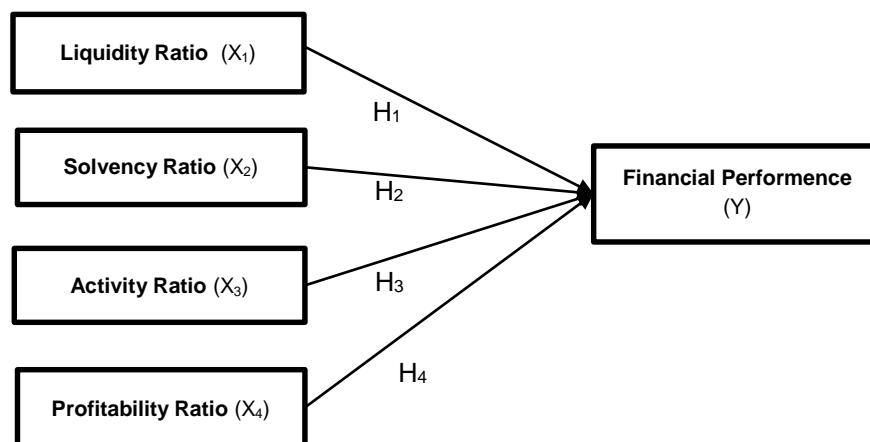 Liquidity Ratio (X₁)
H₁
Solvency Ratio (X₂)
H₂
Financial Performence
(Y)
Activity Ratio (X₃)
H₃
H₄
Profitability Ratio (X₄)